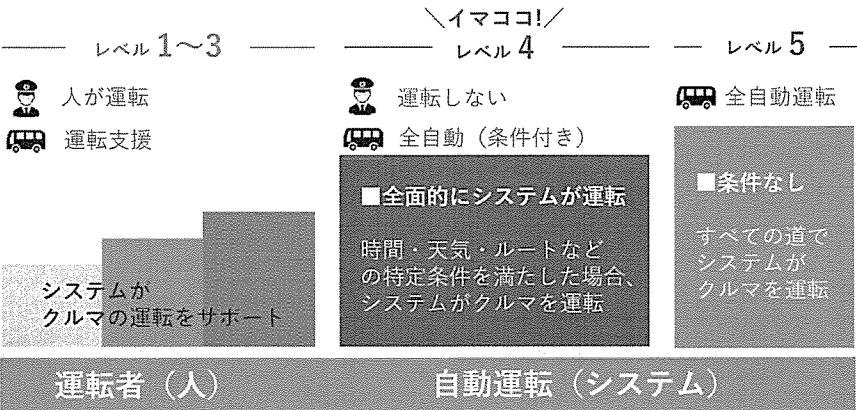 ＼イマココ!／
レベル 1〜3
レベル 4
レベル 5
人が運転
運転支援
運転しない
全自動（条件付き）
全自動運転
システムが
クルマの運転をサポート
■全面的にシステムが運転
時間・天気・ルートなど
の特定条件を満たした場合、
システムがクルマを運転
■条件なし
すべての道で
システムが
クルマを運転
運転者（人）
自動運転（システム）